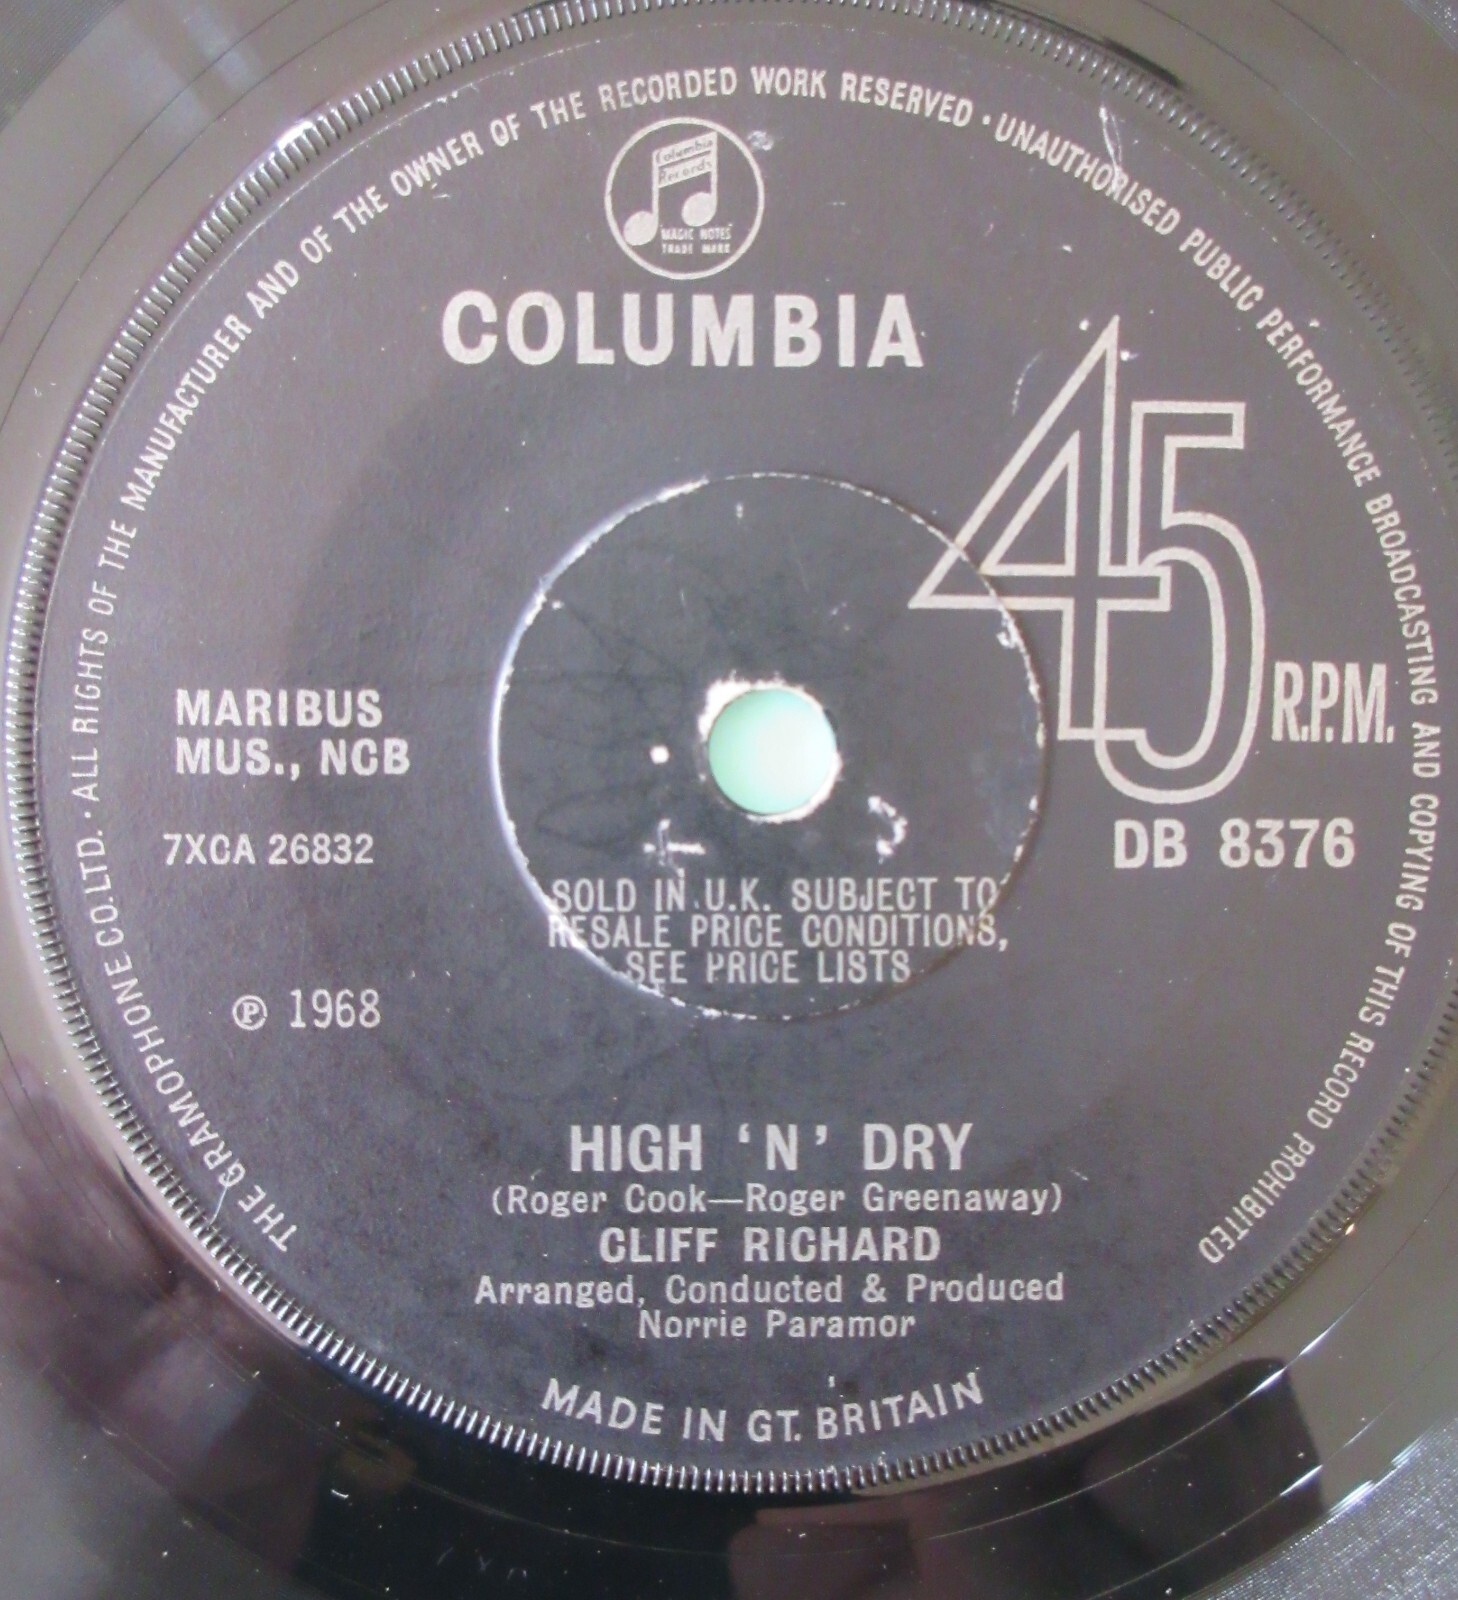 THE GRAMOPHONE CO. LTD. · ALL RIGHTS OF THE MANUFACTURER AND OF THE OWNER OF THE RECORDED WORK RESERVED · UNAUTHORISED PUBLIC PERFORMANCE BROADCASTING AND COPYING OF THIS RECORD PROHIBITED
Columbia
Records
MAGIC NOTES
TRADE MARK
COLUMBIA
45 R.P.M.
MARIBUS
MUS., NCB
7XCA 26832
DB 8376
SOLD IN U.K. SUBJECT TO
RESALE PRICE CONDITIONS,
SEE PRICE LISTS
℗ 1968
HIGH ‘N’ DRY
(Roger Cook—Roger Greenaway)
CLIFF RICHARD
Arranged, Conducted & Produced
Norrie Paramor
MADE IN GT. BRITAIN